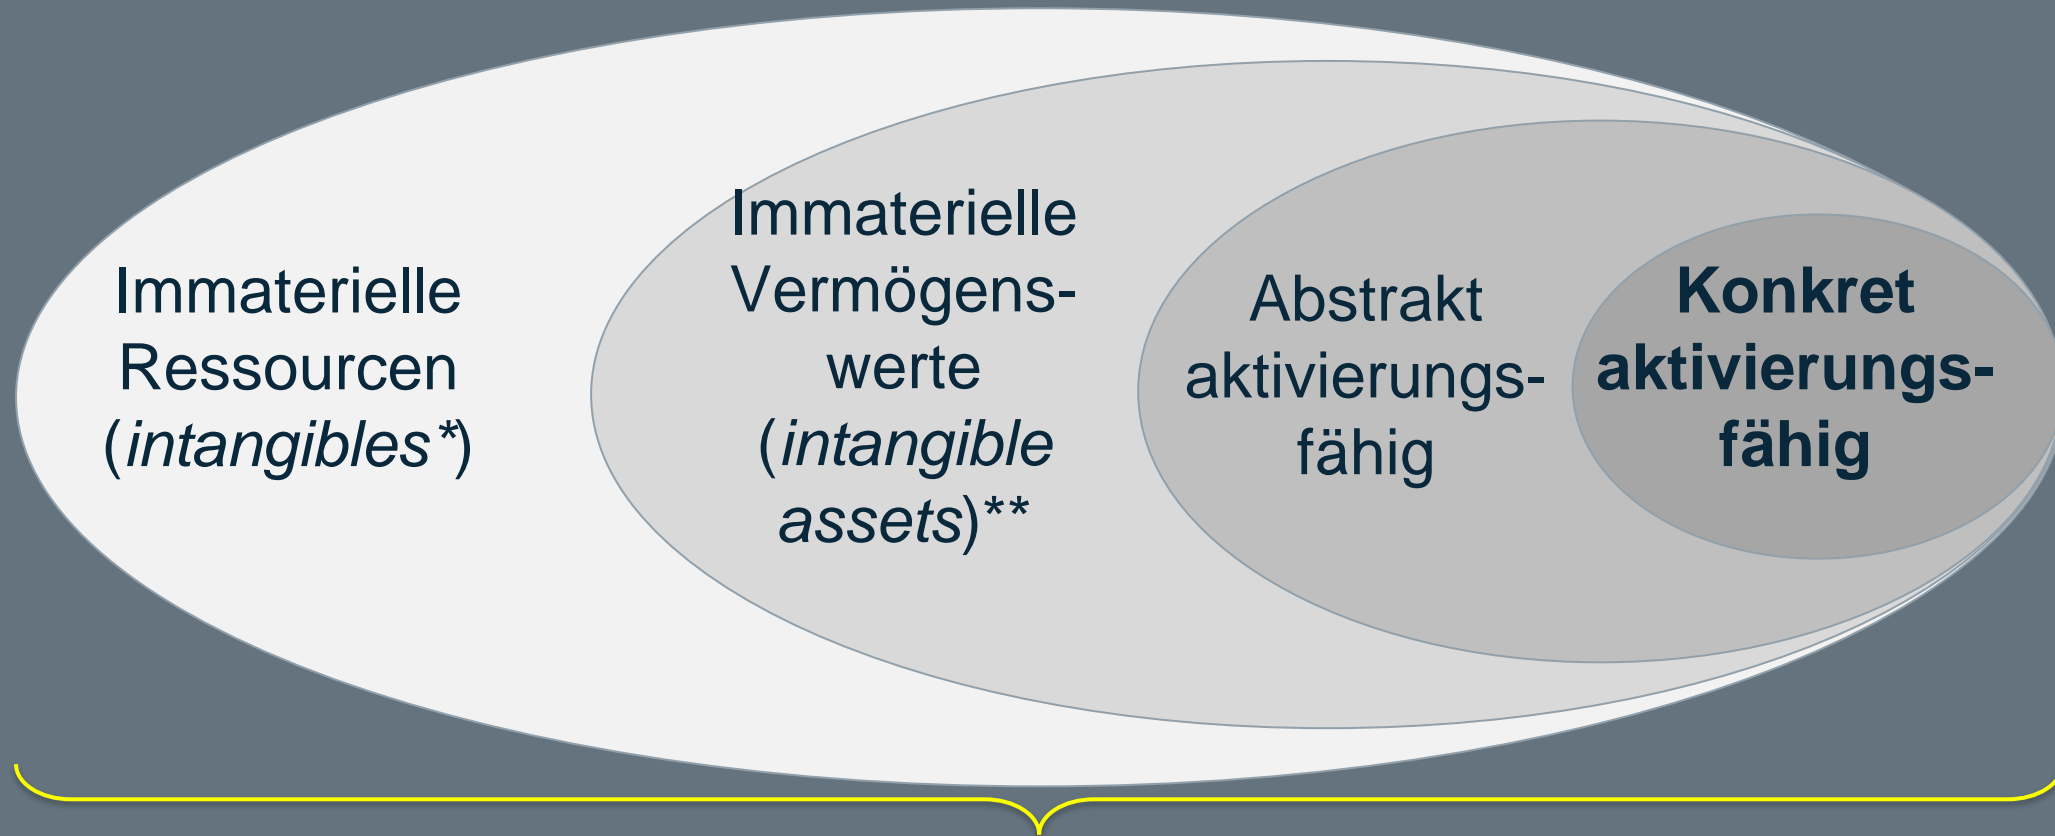 Immaterielle
Ressourcen
(intangibles*)
Immaterielle
Vermögens-
werte
(intangible
assets)**
Abstrakt
aktivierungs-
fähig
Konkret
aktivierungs-
fähig